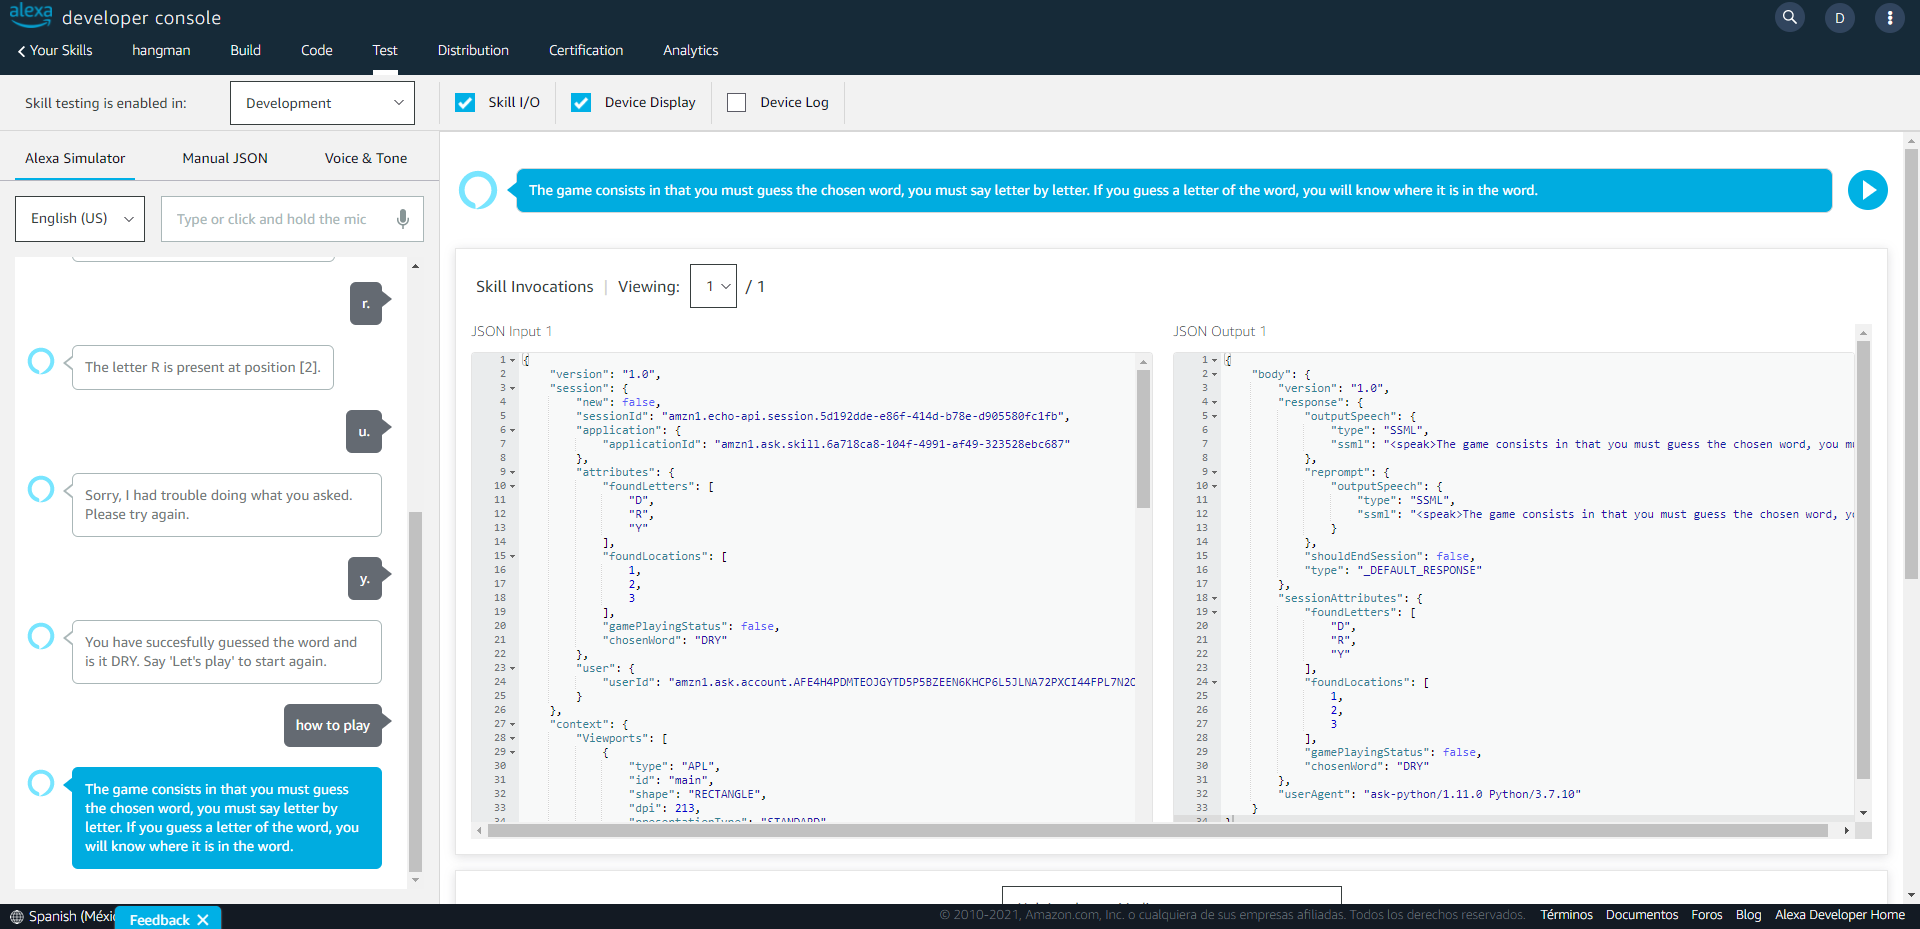 alexa developer console
Your Skills hangman Build Code Test Distribution Certification Analytics
D
Skill testing is enabled in: Development Skill I/O Device Display Device Log
Alexa Simulator Manual JSON Voice & Tone
English (US) Type or click and hold the mic
r.
The letter R is present at position [2].
u.
Sorry, I had trouble doing what you asked.
Please try again.
y.
You have succesfully guessed the word and
is it DRY. Say 'Let's play' to start again.
how to play
The game consists in that you must guess
the chosen word, you must say letter by
letter. If you guess a letter of the word, you
will know where it is in the word.
The game consists in that you must guess the chosen word, you must say letter by letter. If you guess a letter of the word, you will know where it is in the word.
Skill Invocations | Viewing: 1 / 1
JSON Input 1
1 {
2 "version": "1.0",
3 "session": {
4 "new": false,
5 "sessionId": "amzn1.echo-api.session.5d192dde-e86f-414d-b78e-d905580fc1fb",
6 "application": {
7 "applicationId": "amzn1.ask.skill.6a718ca8-104f-4991-af49-323528ebc687"
8 },
9 "attributes": {
10 "foundLetters": [
11 "D",
12 "R",
13 "Y"
14 ],
15 "foundLocations": [
16 1,
17 2,
18 3
19 ],
20 "gamePlayingStatus": false,
21 "chosenWord": "DRY"
22 },
23 "user": {
24 "userId": "amzn1.ask.account.AFE4H4PDMTEOJGYTD5P5BZEEN6KHCP6L5JLNA72PXCI44FPL7N2C
25 }
26 },
27 "context": {
28 "Viewports": [
29 {
30 "type": "APL",
31 "id": "main",
32 "shape": "RECTANGLE",
33 "dpi": 213,
34 "presentationType": "STANDARD",
JSON Output 1
1 {
2 "body": {
3 "version": "1.0",
4 "response": {
5 "outputSpeech": {
6 "type": "SSML",
7 "ssml": "<speak>The game consists in that you must guess the chosen word, you mu
8 },
9 "reprompt": {
10 "outputSpeech": {
11 "type": "SSML",
12 "ssml": "<speak>The game consists in that you must guess the chosen word, yo
13 }
14 },
15 "shouldEndSession": false,
16 "type": "_DEFAULT_RESPONSE"
17 },
18 "sessionAttributes": {
19 "foundLetters": [
20 "D",
21 "R",
22 "Y"
23 ],
24 "foundLocations": [
25 1,
26 2,
27 3
28 ],
29 "gamePlayingStatus": false,
30 "chosenWord": "DRY"
31 },
32 "userAgent": "ask-python/1.11.0 Python/3.7.10"
33 }
34 }
Spanish (Méxic Feedback © 2010-2021, Amazon.com, Inc. o cualquiera de sus empresas afiliadas. Todos los derechos reservados. Términos Documentos Foros Blog Alexa Developer Home